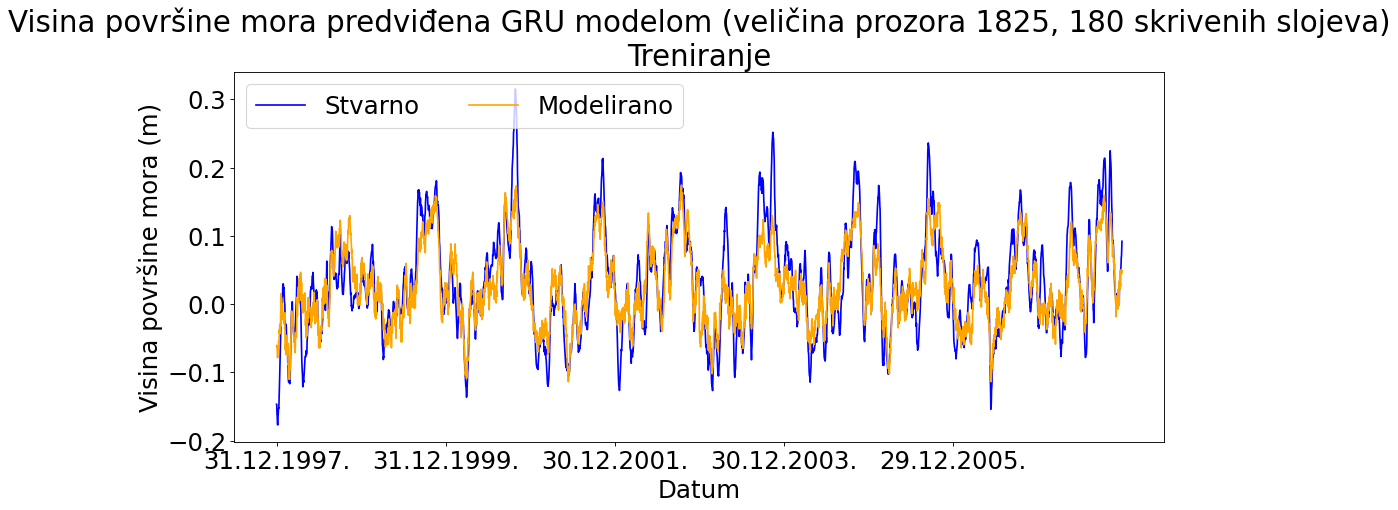 Visina površine mora predviđena GRU modelom (veličina prozora 1825, 180 skrivenih slojeva)
Treniranje
Stvarno
Modelirano
Visina površine mora (m)
0.3
0.2
0.1
0.0
−0.1
−0.2
31.12.1997.
31.12.1999.
30.12.2001.
30.12.2003.
29.12.2005.
Datum